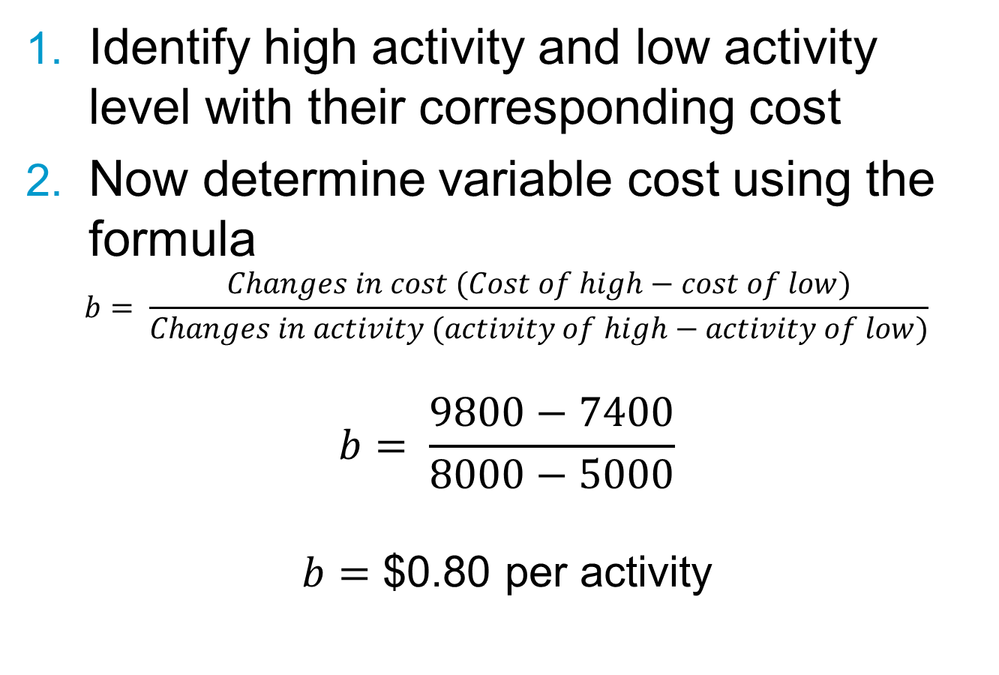 1. Identify high activity and low activity
level with their corresponding cost
2. Now determine variable cost using the
formula
b = Changes in cost (Cost of high − cost of low)
Changes in activity (activity of high − activity of low)
b = 9800 − 7400
8000 − 5000
b = $0.80 per activity